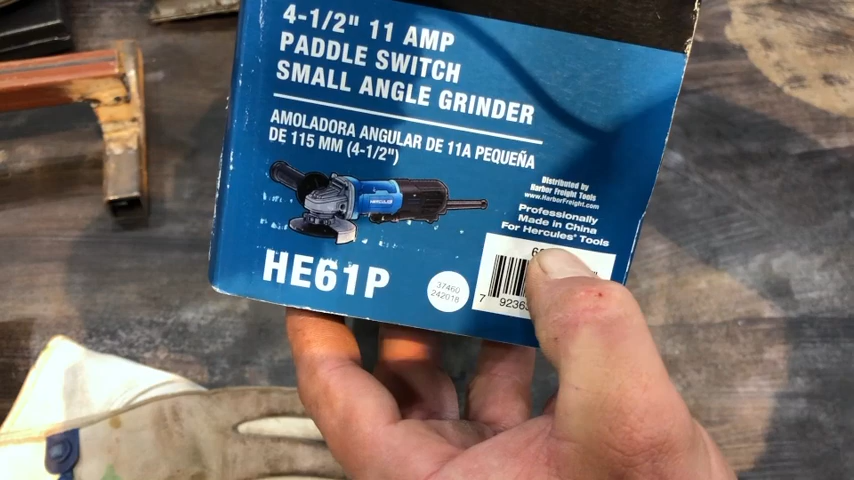 4-1/2" 11 AMP
PADDLE SWITCH
SMALL ANGLE GRINDER
AMOLADORA ANGULAR DE 11A PEQUEÑA
DE 115 MM (4-1/2")
Distributed by
Harbor Freight Tools
www.HarborFreight.com
Professionally
Made in China
For Hercules® Tools
HERCULES
HE61P
37460
242018
7 9236